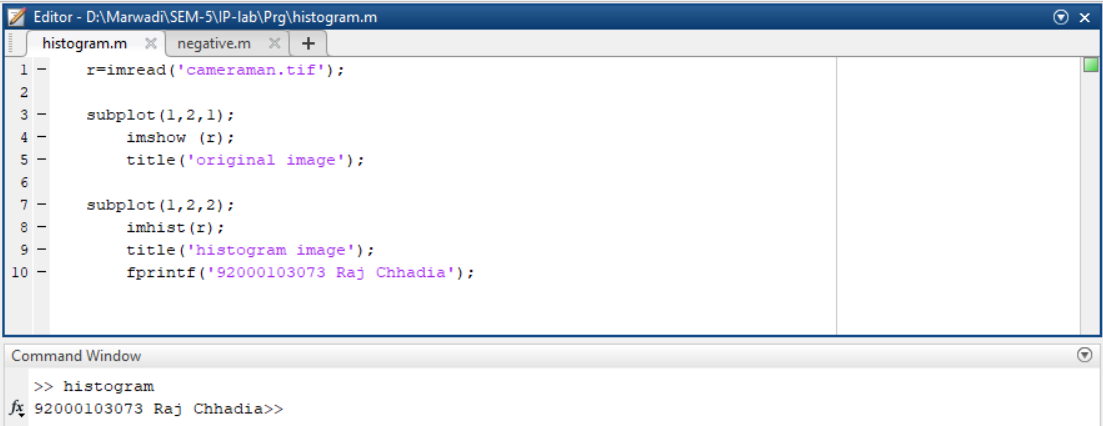 Editor - D:\Marwadi\SEM-5\IP-lab\Prg\histogram.m
histogram.m negative.m +
1 - r=imread('cameraman.tif');
2
3 - subplot(1,2,1);
4 - imshow (r);
5 - title('original image');
6
7 - subplot(1,2,2);
8 - imhist(r);
9 - title('histogram image');
10 - fprintf('92000103073 Raj Chhadia');
Command Window
>> histogram
fx 92000103073 Raj Chhadia>>